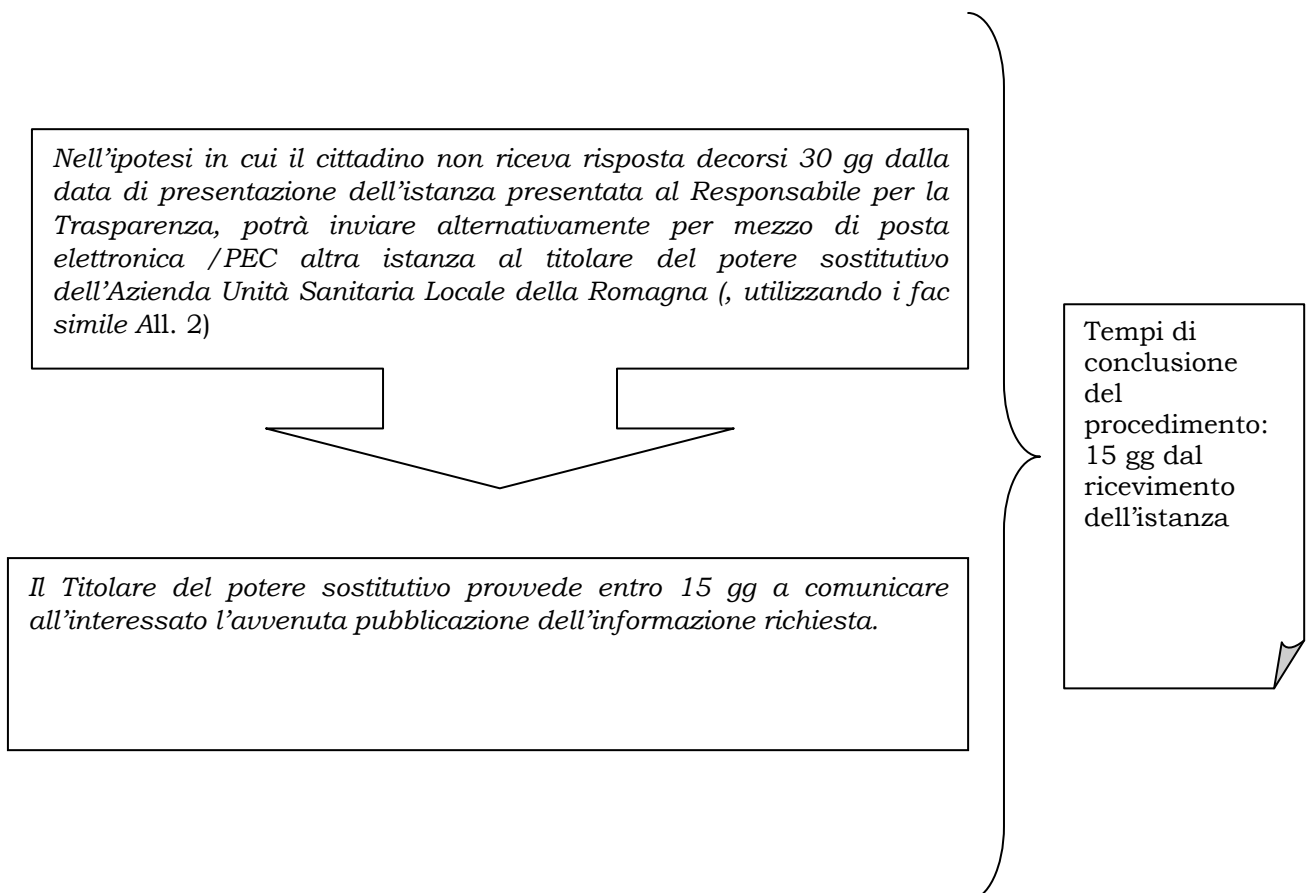 Nell’ipotesi in cui il cittadino non riceva risposta decorsi 30 gg dalla
data di presentazione dell’istanza presentata al Responsabile per la
Trasparenza, potrà inviare alternativamente per mezzo di posta
elettronica /PEC altra istanza al titolare del potere sostitutivo
dell’Azienda Unità Sanitaria Locale della Romagna (, utilizzando i fac
simile All. 2)
Tempi di
conclusione
del
procedimento:
15 gg dal
ricevimento
dell’istanza
Il Titolare del potere sostitutivo provvede entro 15 gg a comunicare
all’interessato l’avvenuta pubblicazione dell’informazione richiesta.